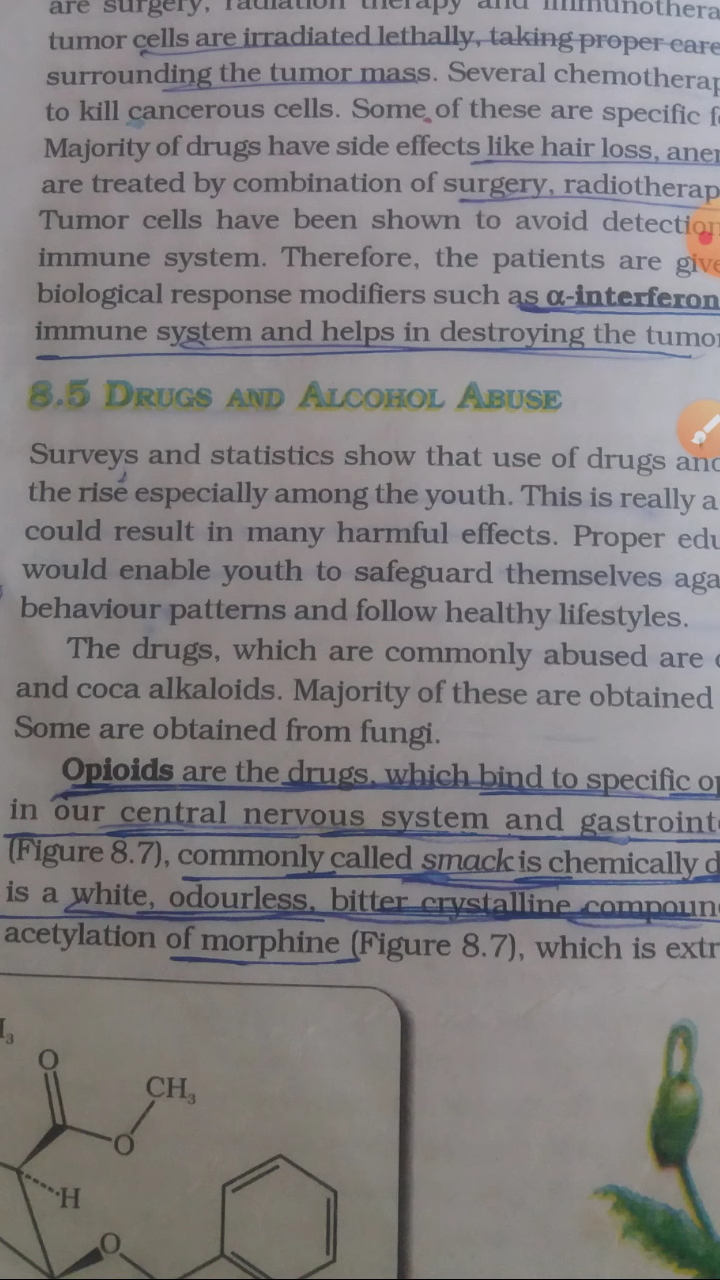 are surgery, radiation therapy and immunothera
tumor cells are irradiated lethally, taking proper care
surrounding the tumor mass. Several chemotherap
to kill cancerous cells. Some of these are specific f
Majority of drugs have side effects like hair loss, ane
are treated by combination of surgery, radiotherap
Tumor cells have been shown to avoid detection
immune system. Therefore, the patients are give
biological response modifiers such as α-interferon
immune system and helps in destroying the tumo
8.5 DRUGS AND ALCOHOL ABUSE
Surveys and statistics show that use of drugs and
the rise especially among the youth. This is really a
could result in many harmful effects. Proper edu
would enable youth to safeguard themselves aga
behaviour patterns and follow healthy lifestyles.
The drugs, which are commonly abused are
and coca alkaloids. Majority of these are obtained
Some are obtained from fungi.
Opioids are the drugs, which bind to specific op
in our central nervous system and gastroint
(Figure 8.7), commonly called smack is chemically d
is a white, odourless, bitter crystalline compoun
acetylation of morphine (Figure 8.7), which is extr
O
CH₃
O
H
O